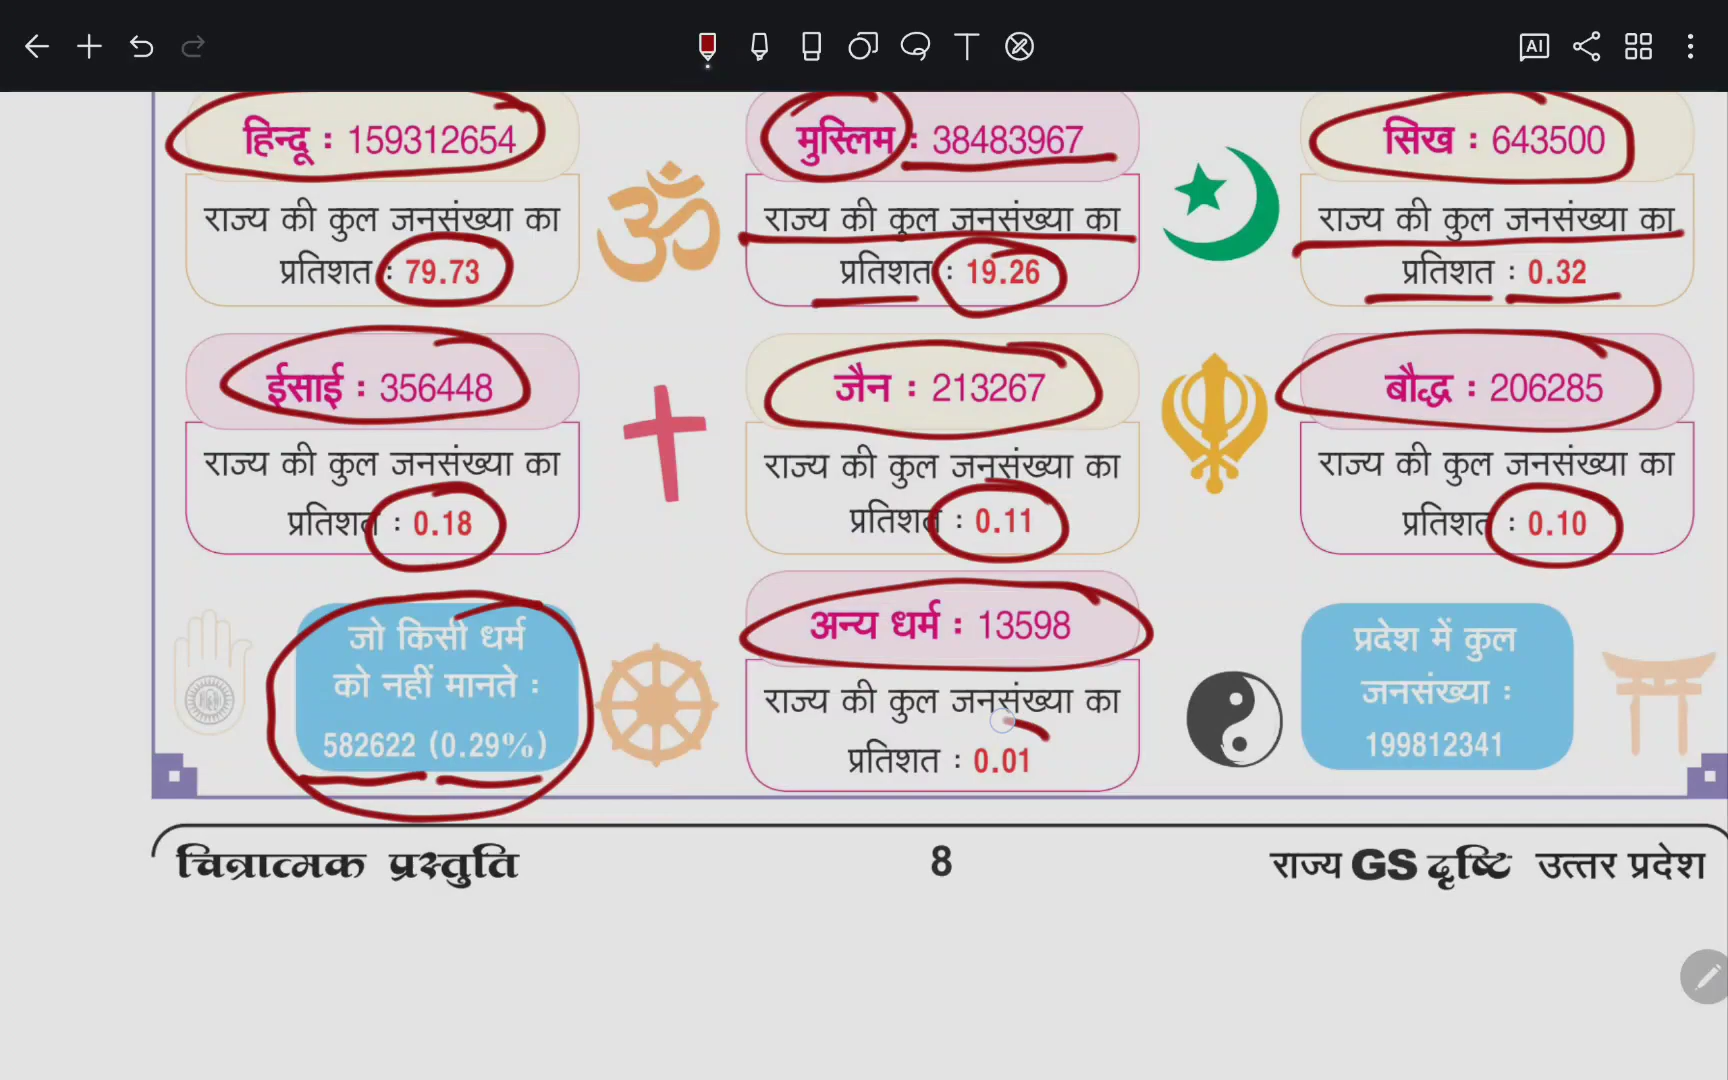 AI
हिन्दू : 159312654
राज्य की कुल जनसंख्या का
प्रतिशत : 79.73
मुस्लिम : 38483967
राज्य की कुल जनसंख्या का
प्रतिशत : 19.26
सिख : 643500
राज्य की कुल जनसंख्या का
प्रतिशत : 0.32
ईसाई : 356448
राज्य की कुल जनसंख्या का
प्रतिशत : 0.18
जैन : 213267
राज्य की कुल जनसंख्या का
प्रतिशत : 0.11
बौद्ध : 206285
राज्य की कुल जनसंख्या का
प्रतिशत : 0.10
जो किसी धर्म
को नहीं मानते :
582622 (0.29%)
अन्य धर्म : 13598
राज्य की कुल जनसंख्या का
प्रतिशत : 0.01
प्रदेश में कुल
जनसंख्या :
199812341
चित्रात्मक प्रस्तुति
8
राज्य GS दृष्टि उत्तर प्रदेश